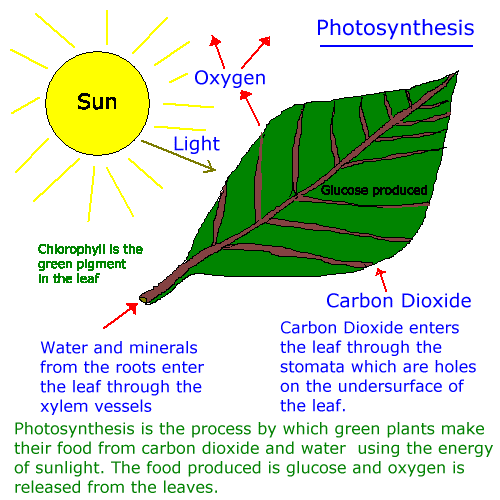 Photosynthesis
Sun
Oxygen
Light
Glucose produced
Chlorophyll is the
green pigment
in the leaf
Carbon Dioxide
Water and minerals
from the roots enter
the leaf through the
xylem vessels
Carbon Dioxide enters
the leaf through the
stomata which are holes
on the undersurface of
the leaf.
Photosynthesis is the process by which green plants make
their food from carbon dioxide and water using the energy
of sunlight. The food produced is glucose and oxygen is
released from the leaves.